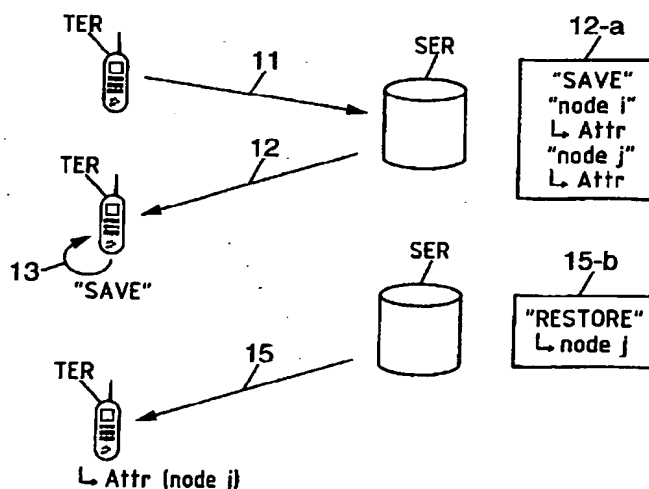 TER
11
SER
12-a
"SAVE"
"node i"
↳ Attr
"node j"
↳ Attr
TER
12
13
"SAVE"
SER
15-b
"RESTORE"
↳ node j
TER
15
↳ Attr (node j)